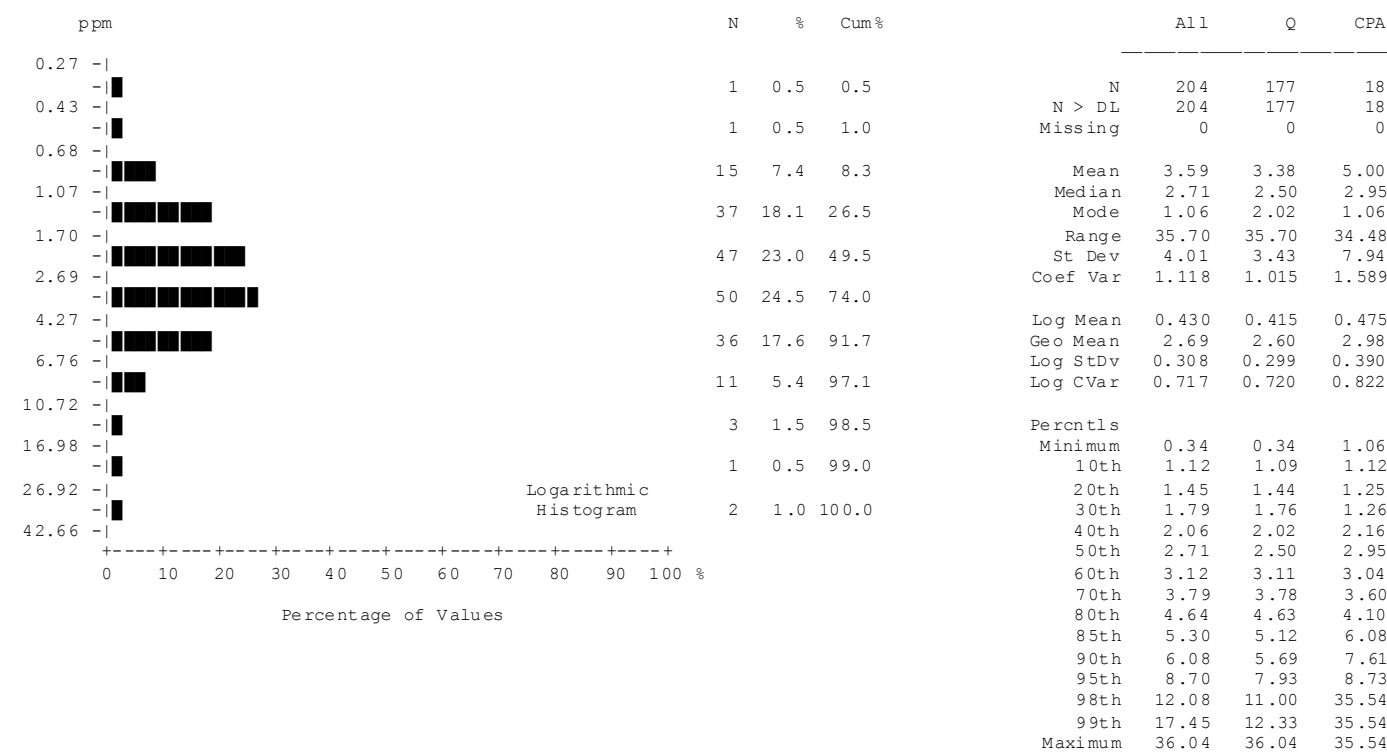 ppm N % Cum% All Q CPA
0.27 -|
-| 1 0.5 0.5 N 204 177 18
0.43 -| N > DL 204 177 18
-| 1 0.5 1.0 Missing 0 0 0
0.68 -|
-| 15 7.4 8.3 Mean 3.59 3.38 5.00
1.07 -| Median 2.71 2.50 2.95
-| 37 18.1 26.5 Mode 1.06 2.02 1.06
1.70 -| Range 35.70 35.70 34.48
-| 47 23.0 49.5 St Dev 4.01 3.43 7.94
2.69 -| Coef Var 1.118 1.015 1.589
-| 50 24.5 74.0
4.27 -| Log Mean 0.430 0.415 0.475
-| 36 17.6 91.7 Geo Mean 2.69 2.60 2.98
6.76 -| Log StDv 0.308 0.299 0.390
-| 11 5.4 97.1 Log CVar 0.717 0.720 0.822
10.72 -|
-| 3 1.5 98.5 Percntls
16.98 -| Minimum 0.34 0.34 1.06
-| 1 0.5 99.0 10th 1.12 1.09 1.12
26.92 -| Logarithmic 20th 1.45 1.44 1.25
-| Histogram 2 1.0 100.0 30th 1.79 1.76 1.26
42.66 -| 40th 2.06 2.02 2.16
+----+----+----+----+----+----+----+----+----+----+ 50th 2.71 2.50 2.95
0 10 20 30 40 50 60 70 80 90 100 % 60th 3.12 3.11 3.04
70th 3.79 3.78 3.60
Percentage of Values 80th 4.64 4.63 4.10
85th 5.30 5.12 6.08
90th 6.08 5.69 7.61
95th 8.70 7.93 8.73
98th 12.08 11.00 35.54
99th 17.45 12.33 35.54
Maximum 36.04 36.04 35.54